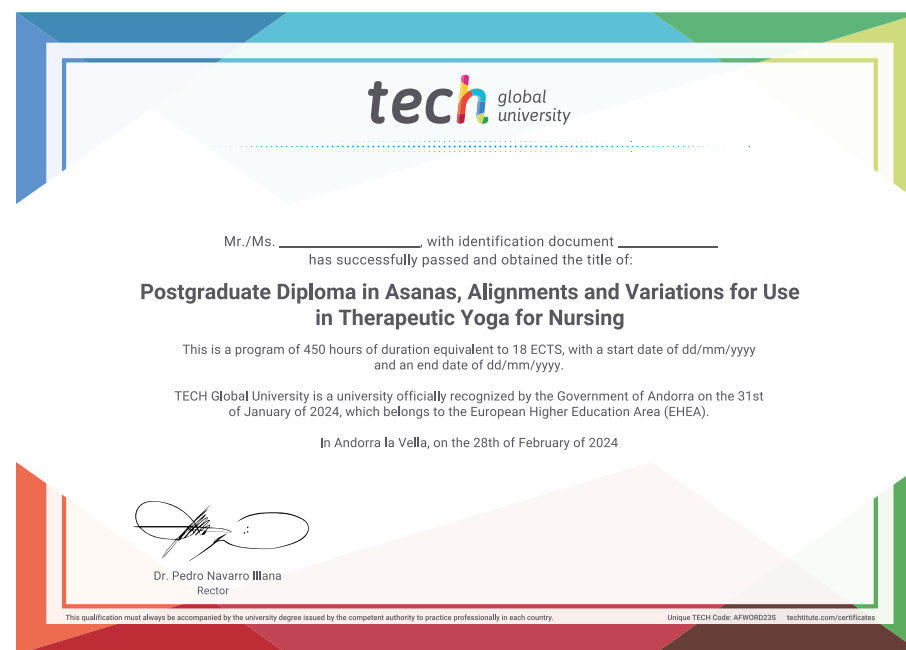 tech global
university
Mr./Ms. ____________, with identification document ____________
has successfully passed and obtained the title of:
Postgraduate Diploma in Asanas, Alignments and Variations for Use
in Therapeutic Yoga for Nursing
This is a program of 450 hours of duration equivalent to 18 ECTS, with a start date of dd/mm/yyyy
and an end date of dd/mm/yyyy.
TECH Global University is a university officially recognized by the Government of Andorra on the 31st
of January of 2024, which belongs to the European Higher Education Area (EHEA).
In Andorra la Vella, on the 28th of February of 2024
Dr. Pedro Navarro Illana
Rector
This qualification must always be accompanied by the university degree issued by the competent authority to practice professionally in each country.
Unique TECH Code: AFWORD23S techtitute.com/certificates